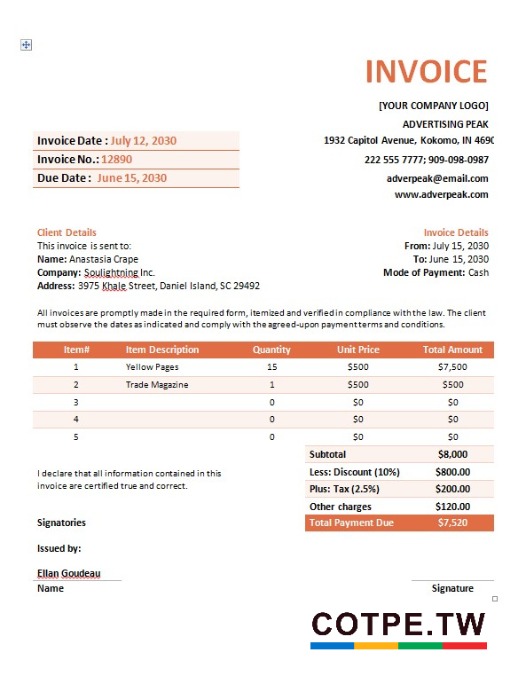 INVOICE
[YOUR COMPANY LOGO]
ADVERTISING PEAK
Invoice Date : July 12, 2030
1932 Capitol Avenue, Kokomo, IN 469
Invoice No.: 12890
222 555 7777; 909-098-0987
Due Date : June 15, 2030
adverpeak@email.com
www.adverpeak.com
Client Details
Invoice Details
This invoice is sent to:
From: July 15, 2030
Name: Anastasia Crape
To: June 15, 2030
Company: Soulightning Inc.
Mode of Payment: Cash
Address: 3975 Khale Street, Daniel Island, SC 29492
All invoices are promptly made in the required form, itemized and verified in compliance with the law. The client
must observe the dates as indicated and comply with the agreed-upon payment terms and conditions.
Item# Item Description Quantity Unit Price Total Amount
1 Yellow Pages 15 $500 $7,500
2 Trade Magazine 1 $500 $500
3 0 $0 $0
4 0 $0 $0
5 0 $0 $0
Subtotal $8,000
I declare that all information contained in this
Less: Discount (10%) $800.00
invoice are certified true and correct.
Plus: Tax (2.5%) $200.00
Other charges $120.00
Signatories
Total Payment Due $7,520
Issued by:
Ellan Goudeau
Name
Signature
COTPE.TW